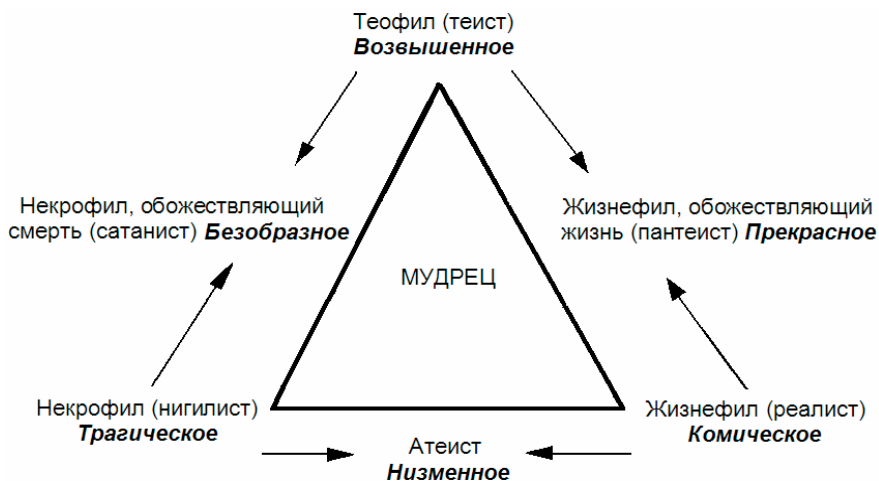 Теофил (теист)
Возвышенное
Некрофил, обожествляющий
смерть (сатанист) Безобразное
Жизнефил, обожествляющий
жизнь (пантеист) Прекрасное
МУДРЕЦ
Некрофил (нигилист)
Трагическое
Атеист
Низменное
Жизнефил (реалист)
Комическое